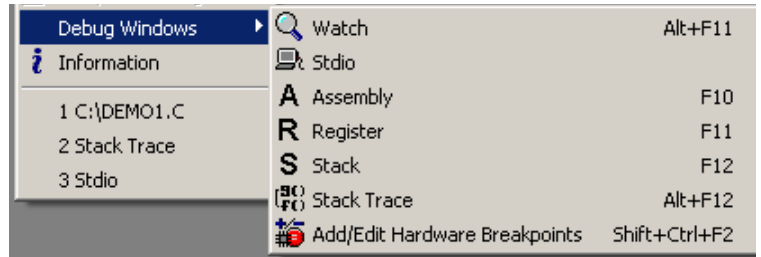 Debug Windows
Information
1 C:\DEMO1.C
2 Stack Trace
3 Stdio
Watch Alt+F11
Stdio
A Assembly F10
R Register F11
S Stack F12
Stack Trace Alt+F12
Add/Edit Hardware Breakpoints Shift+Ctrl+F2